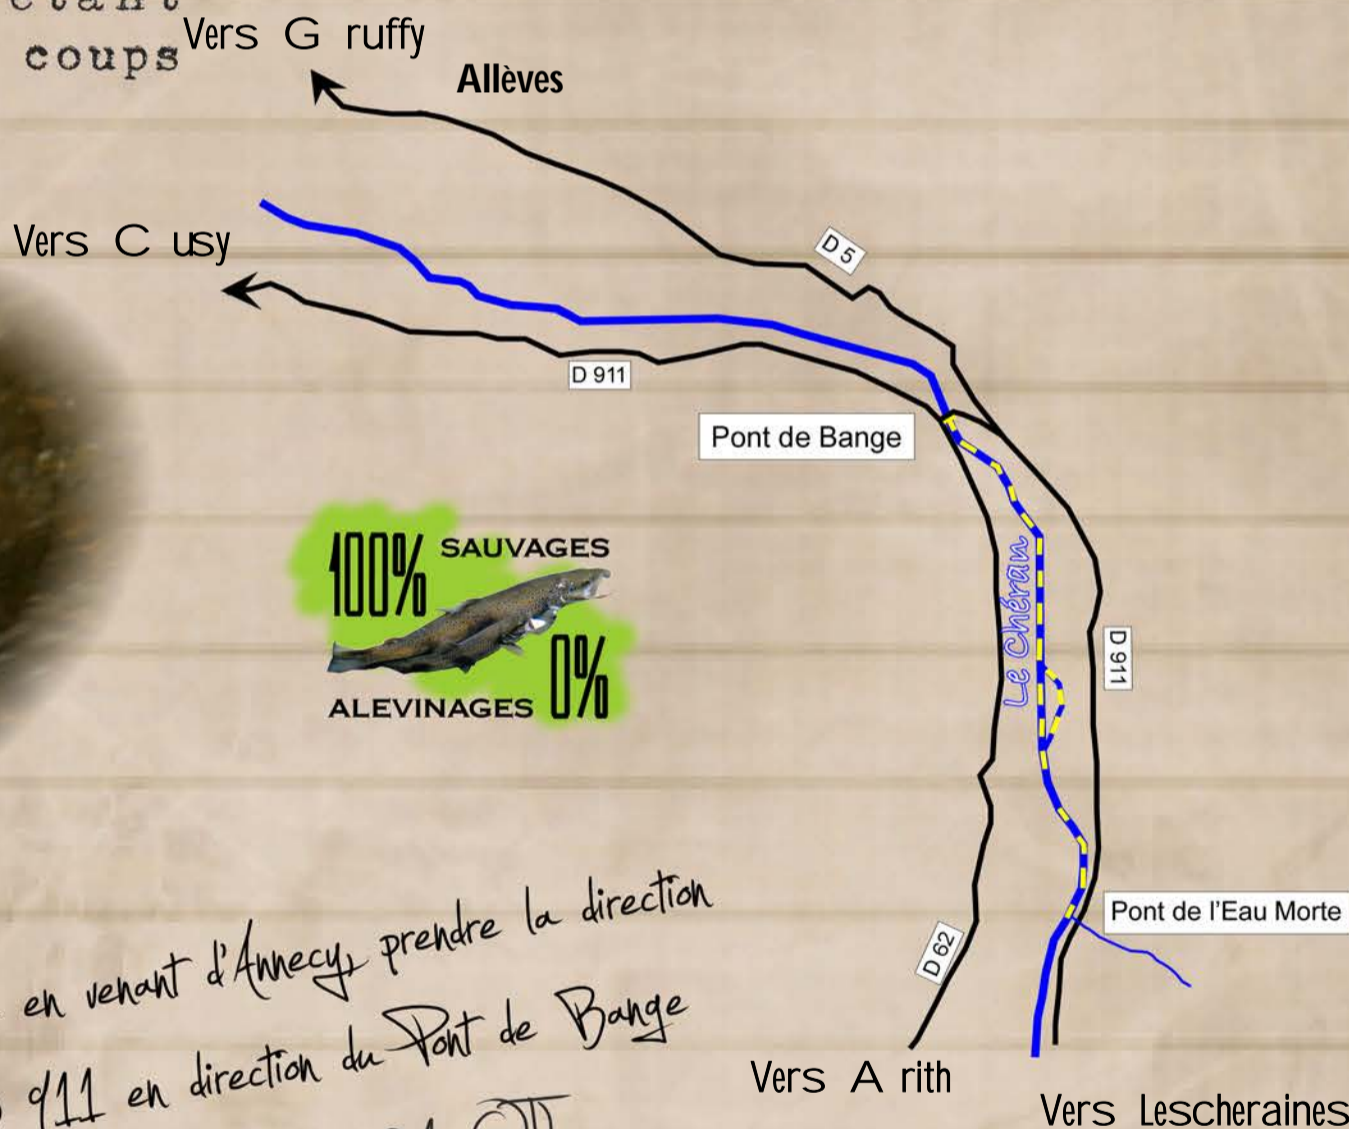 coups
Vers G ruffy
Allèves
Vers C usy
D 5
D 911
Pont de Bange
100% SAUVAGES
ALEVINAGES 0%
Le Chéran
D 911
Pont de l'Eau Morte
D 62
en venant d'Annecy, prendre la direction
911 en direction du Pont de Bange
Vers A rith
Vers Lescheraines